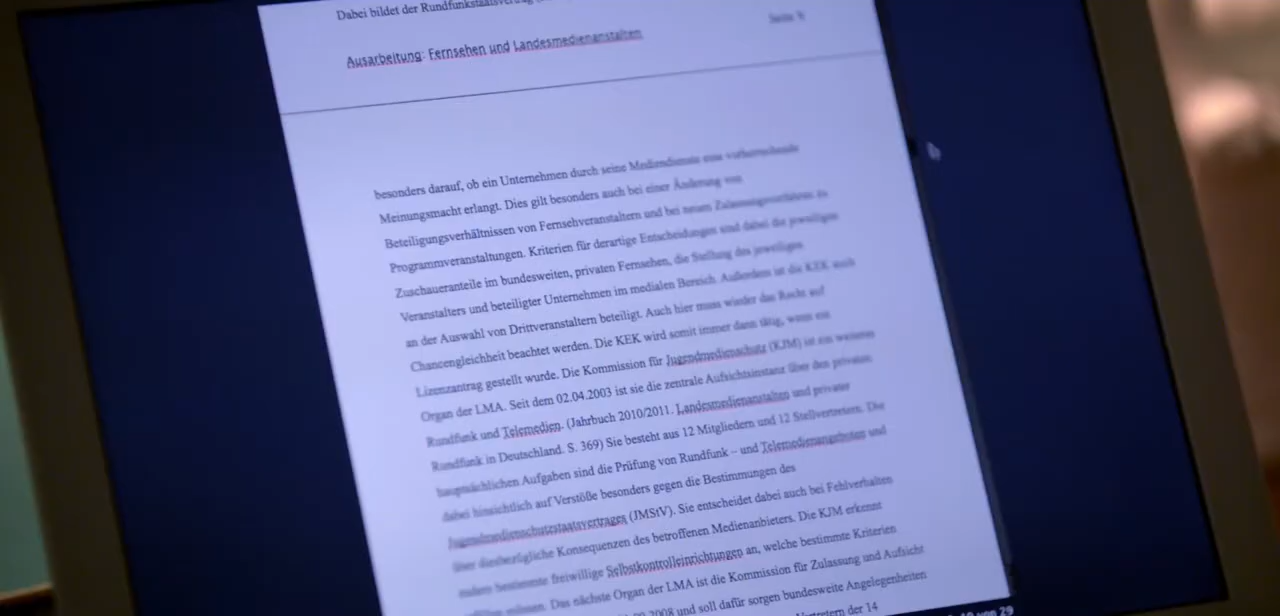 Dabei bildet der Rundfunkstaatsvertrag
Seite 9
Ausarbeitung: Fernsehen und Landesmedienanstalten
besonders darauf, ob ein Unternehmen durch seine Mediendienste eine vorherrschende
Meinungsmacht erlangt. Dies gilt besonders auch bei einer Änderung von
Beteiligungsverhältnissen von Fernsehveranstaltern und bei neuen Zulassungsverfahren zu
Programmveranstaltungen. Kriterien für derartige Entscheidungen sind dabei die jeweiligen
Zuschaueranteile im bundesweiten, privaten Fernsehen, die Stellung des jeweiligen
Veranstalters und beteiligter Unternehmen im medialen Bereich. Außerdem ist die KEK auch
an der Auswahl von Drittveranstaltern beteiligt. Auch hier muss wieder das Recht auf
Chancengleichheit beachtet werden. Die KEK wird somit immer dann tätig, wenn ein
Lizenzantrag gestellt wurde. Die Kommission für Jugendmedienschutz (KJM) ist ein weiteres
Organ der LMA. Seit dem 02.04.2003 ist sie die zentrale Aufsichtsinstanz über den privaten
Rundfunk und Telemedien. (Jahrbuch 2010/2011. Landesmedienanstalten und privater
Rundfunk in Deutschland. S. 369) Sie besteht aus 12 Mitgliedern und 12 Stellvertretern. Die
hauptsächlichen Aufgaben sind die Prüfung von Rundfunk – und Telemedienangeboten und
dabei hinsichtlich auf Verstöße besonders gegen die Bestimmungen des
Jugendmedienschutzstaatsvertrages (JMStV). Sie entscheidet dabei auch bei Fehlverhalten
über diesbezügliche Konsequenzen des betroffenen Medienanbieters. Die KJM erkennt
zudem bestimmte freiwillige Selbstkontrolleinrichtungen an, welche bestimmte Kriterien
erfüllen müssen. Das nächste Organ der LMA ist die Kommission für Zulassung und Aufsicht
2008 und soll dafür sorgen bundesweite Angelegenheiten
der 14
10 von 29